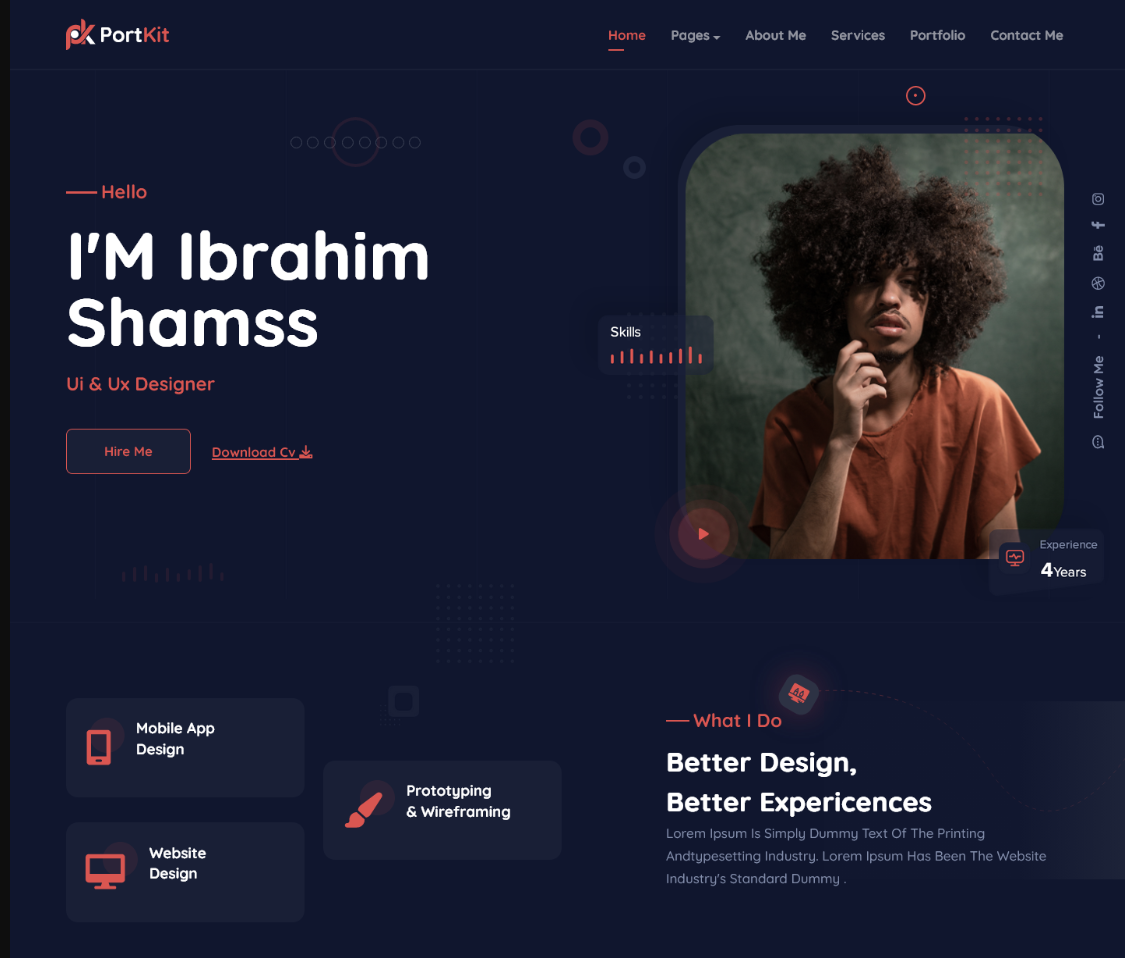 PortKit
Home Pages About Me Services Portfolio Contact Me
Hello
I'M Ibrahim
Shamss
Ui & Ux Designer
Hire Me Download Cv
Skills
Bē
in
- Follow Me
Experience
4Years
Mobile App
Design
Prototyping
& Wireframing
Website
Design
What I Do
Better Design,
Better Expericences
Lorem Ipsum Is Simply Dummy Text Of The Printing
Andtypesetting Industry. Lorem Ipsum Has Been The Website
Industry's Standard Dummy .